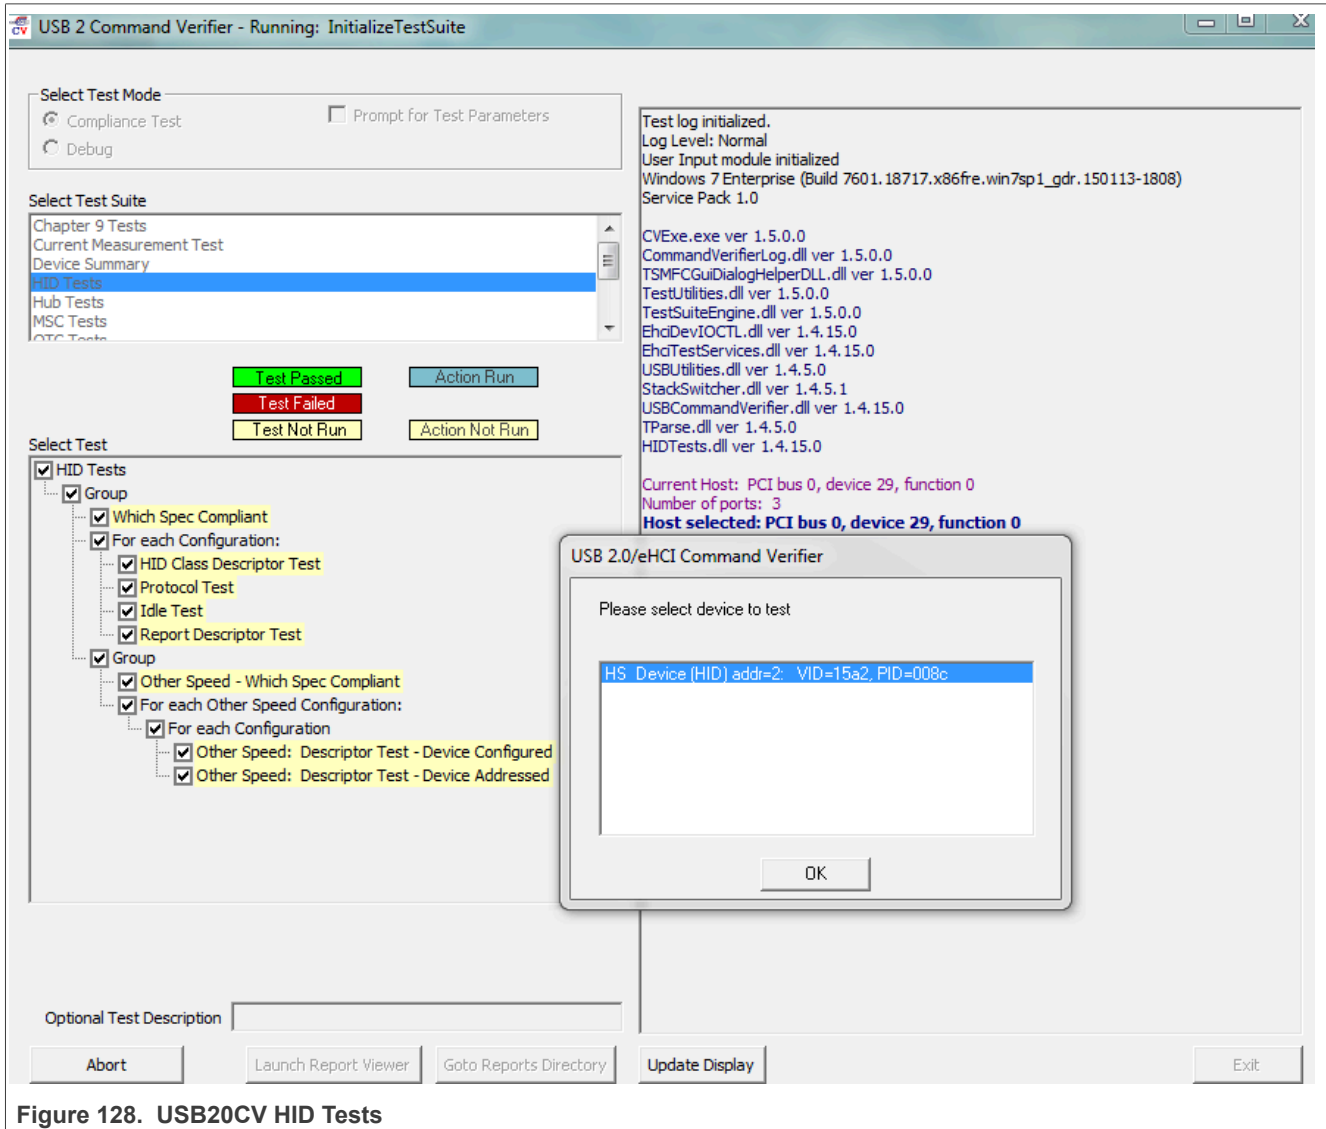 USB 2 Command Verifier - Running: InitializeTestSuite
Select Test Mode
Compliance Test
Prompt for Test Parameters
Debug
Select Test Suite
Chapter 9 Tests
Current Measurement Test
Device Summary
HID Tests
Hub Tests
MSC Tests
OTG Tests
Test Passed
Action Run
Test Failed
Test Not Run
Action Not Run
Select Test
HID Tests
Group
Which Spec Compliant
For each Configuration:
HID Class Descriptor Test
Protocol Test
Idle Test
Report Descriptor Test
Group
Other Speed - Which Spec Compliant
For each Other Speed Configuration:
For each Configuration
Other Speed: Descriptor Test - Device Configured
Other Speed: Descriptor Test - Device Addressed
Test log initialized.
Log Level: Normal
User Input module initialized
Windows 7 Enterprise (Build 7601.18717.x86fre.win7sp1_gdr.150113-1808)
Service Pack 1.0
CVExe.exe ver 1.5.0.0
CommandVerifierLog.dll ver 1.5.0.0
TSMFCGuiDialogHelperDLL.dll ver 1.5.0.0
TestUtilities.dll ver 1.5.0.0
TestSuiteEngine.dll ver 1.5.0.0
EhciDevIOCTL.dll ver 1.4.15.0
EhciTestServices.dll ver 1.4.15.0
USBUtilities.dll ver 1.4.5.0
StackSwitcher.dll ver 1.4.5.1
USBCommandVerifier.dll ver 1.4.15.0
TParse.dll ver 1.4.5.0
HIDTests.dll ver 1.4.15.0
Current Host: PCI bus 0, device 29, function 0
Number of ports: 3
Host selected: PCI bus 0, device 29, function 0
USB 2.0/eHCI Command Verifier
Please select device to test
HS Device (HID) addr=2: VID=15a2, PID=008c
OK
Optional Test Description
Abort
Launch Report Viewer
Goto Reports Directory
Update Display
Exit
Figure 128. USB20CV HID Tests